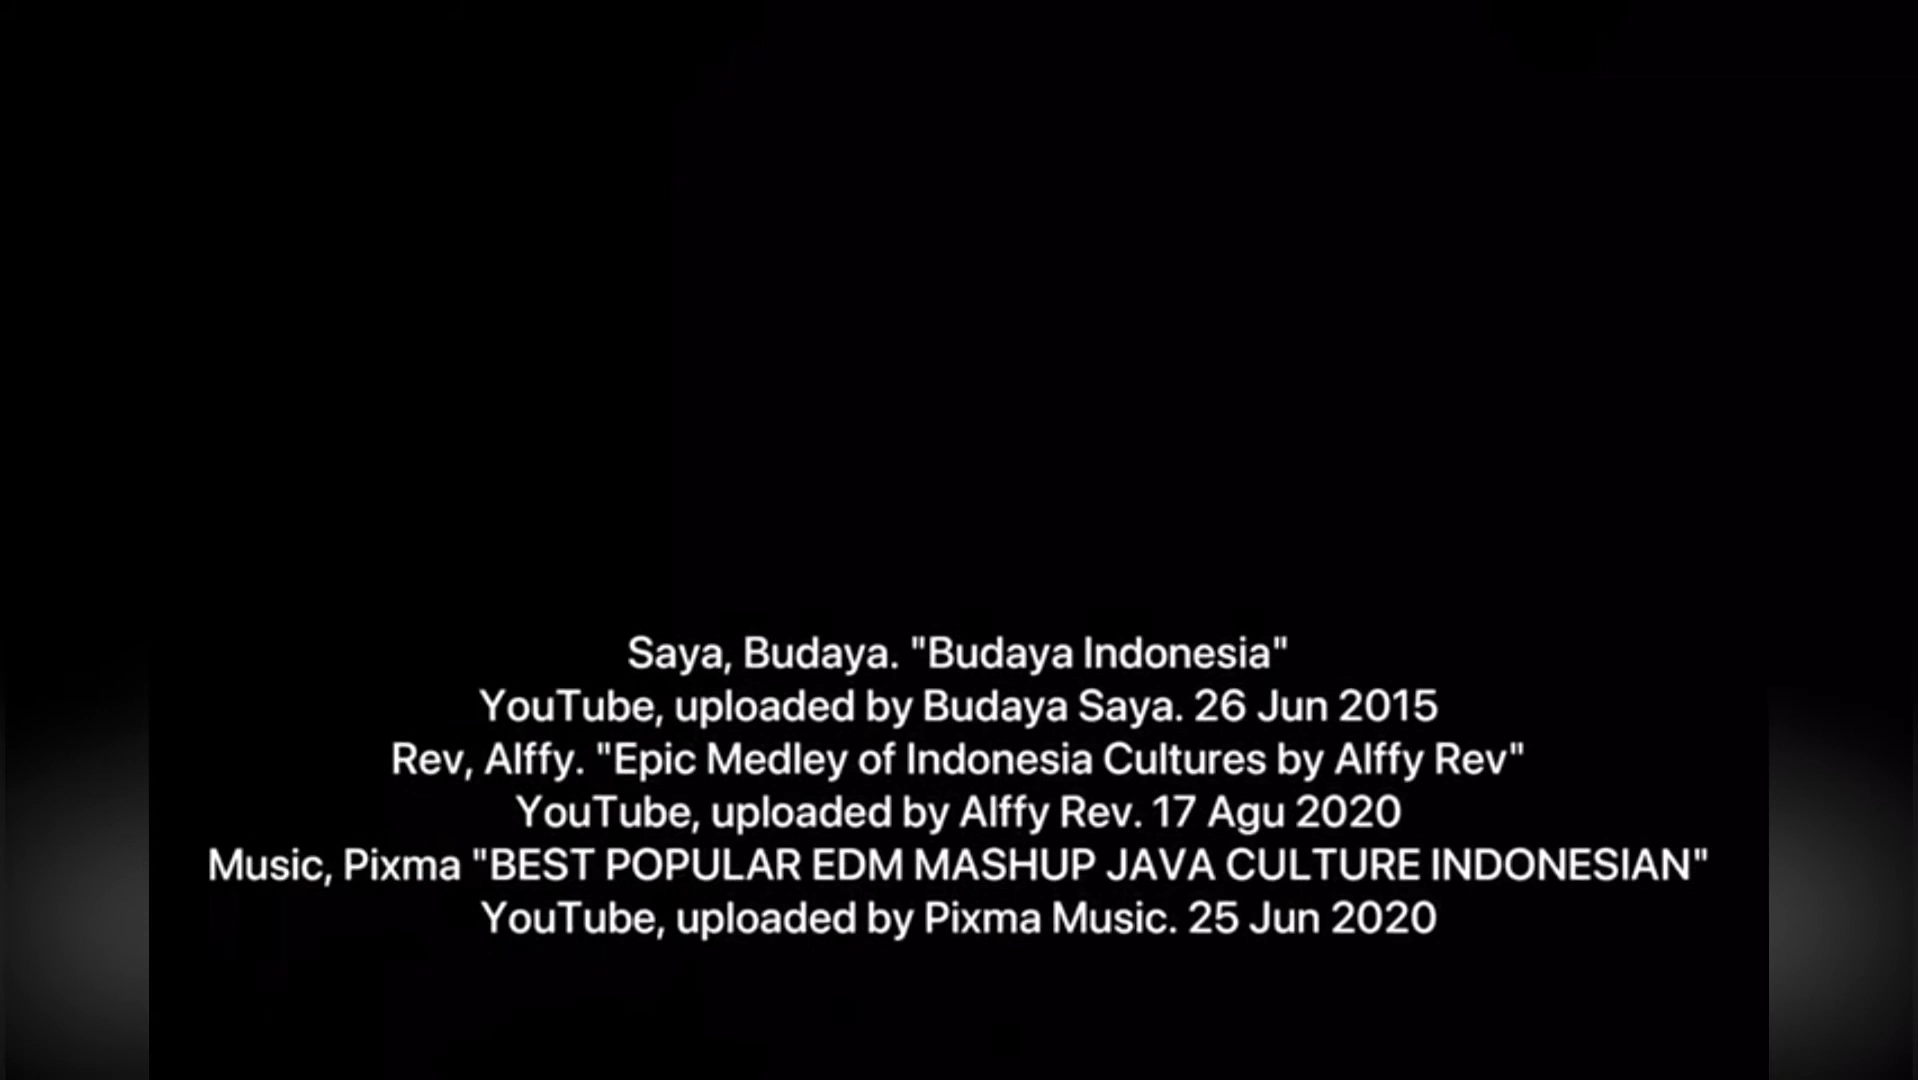 Saya, Budaya. "Budaya Indonesia"
YouTube, uploaded by Budaya Saya. 26 Jun 2015
Rev, Alffy. "Epic Medley of Indonesia Cultures by Alffy Rev"
YouTube, uploaded by Alffy Rev. 17 Agu 2020
Music, Pixma "BEST POPULAR EDM MASHUP JAVA CULTURE INDONESIAN"
YouTube, uploaded by Pixma Music. 25 Jun 2020